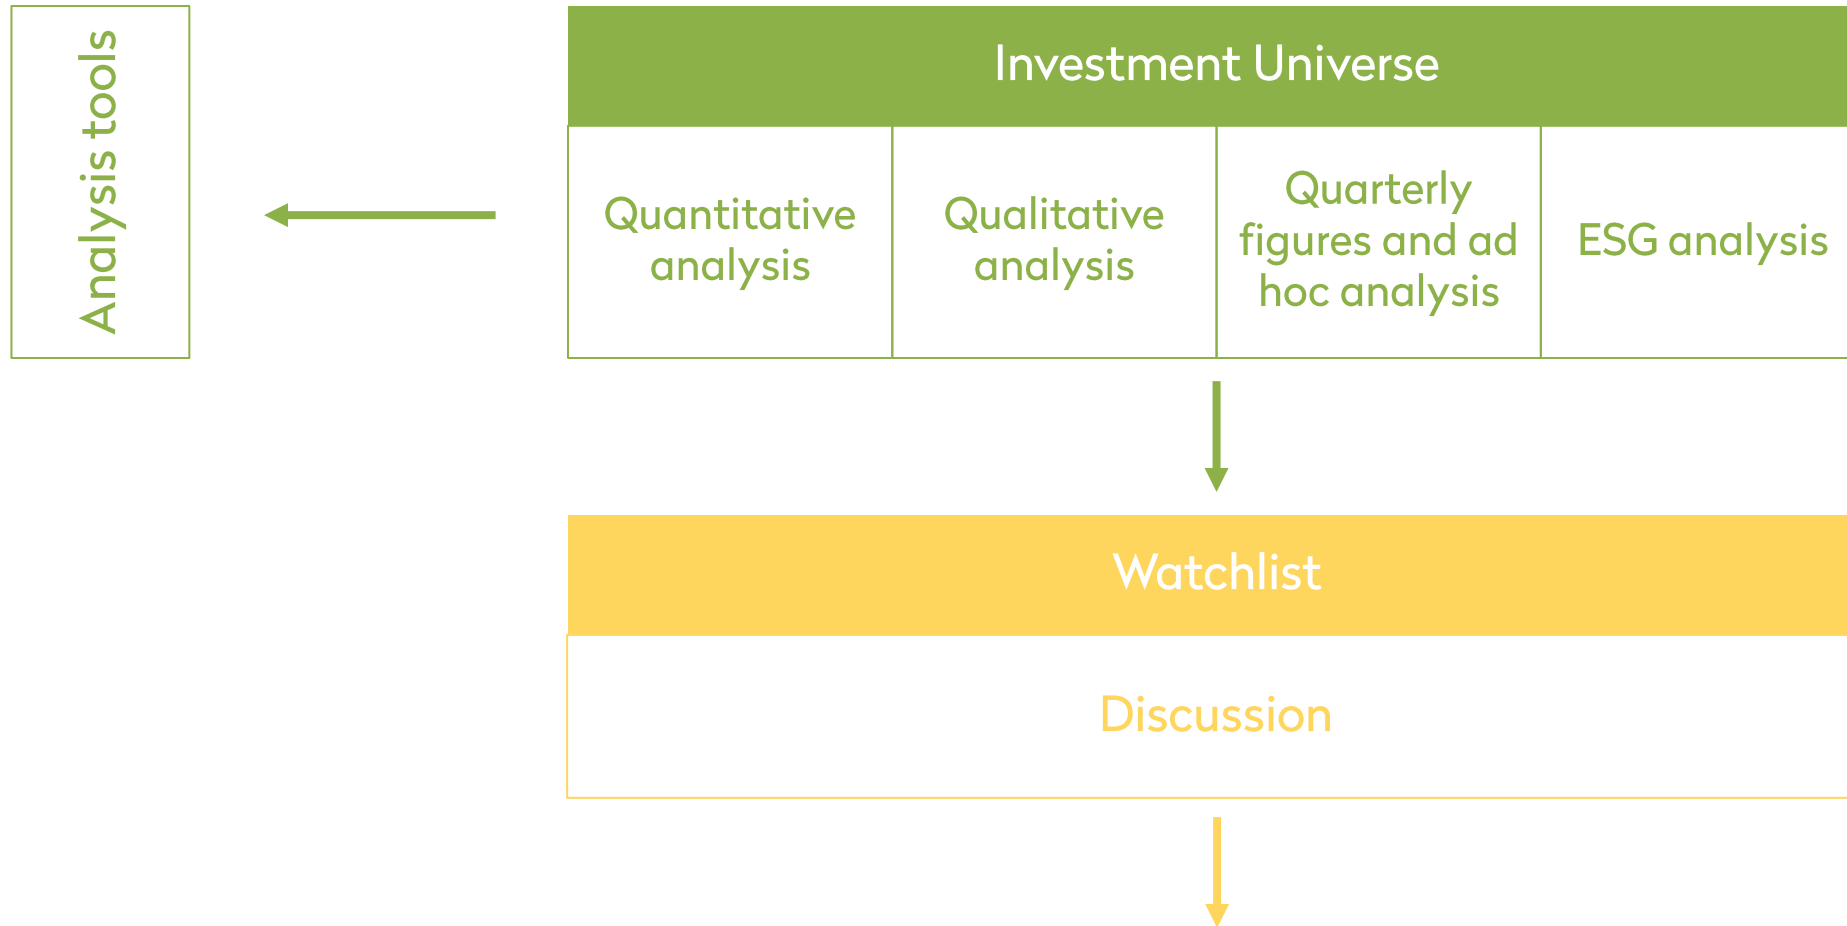 Analysis tools
Investment Universe
Quantitative
analysis
Qualitative
analysis
Quarterly
figures and ad
hoc analysis
ESG analysis
Watchlist
Discussion